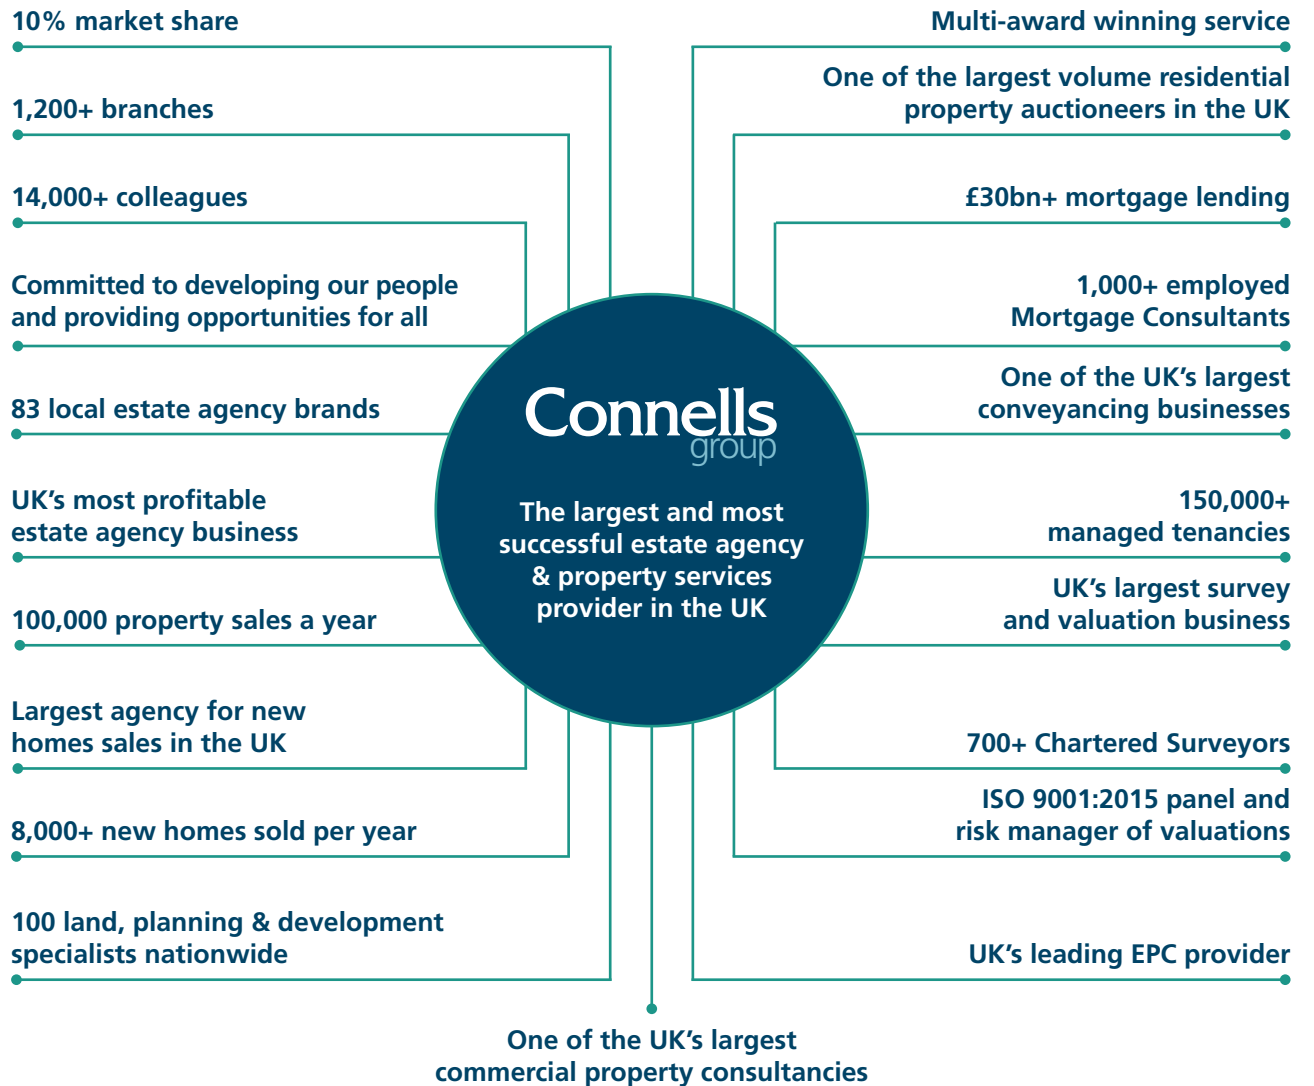 10% market share
1,200+ branches
14,000+ colleagues
Committed to developing our people
and providing opportunities for all
83 local estate agency brands
UK’s most profitable
estate agency business
100,000 property sales a year
Largest agency for new
homes sales in the UK
8,000+ new homes sold per year
100 land, planning & development
specialists nationwide
Connells
group
The largest and most
successful estate agency
& property services
provider in the UK
Multi-award winning service
One of the largest volume residential
property auctioneers in the UK
£30bn+ mortgage lending
1,000+ employed
Mortgage Consultants
One of the UK’s largest
conveyancing businesses
150,000+
managed tenancies
UK’s largest survey
and valuation business
700+ Chartered Surveyors
ISO 9001:2015 panel and
risk manager of valuations
UK’s leading EPC provider
One of the UK’s largest
commercial property consultancies